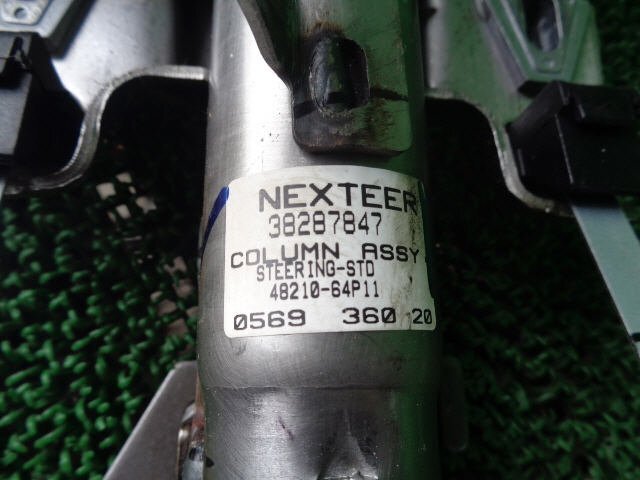 NEXTEER
38287847
COLUMN ASSY
STEERING-STD
48210-64P11
0569 360 20